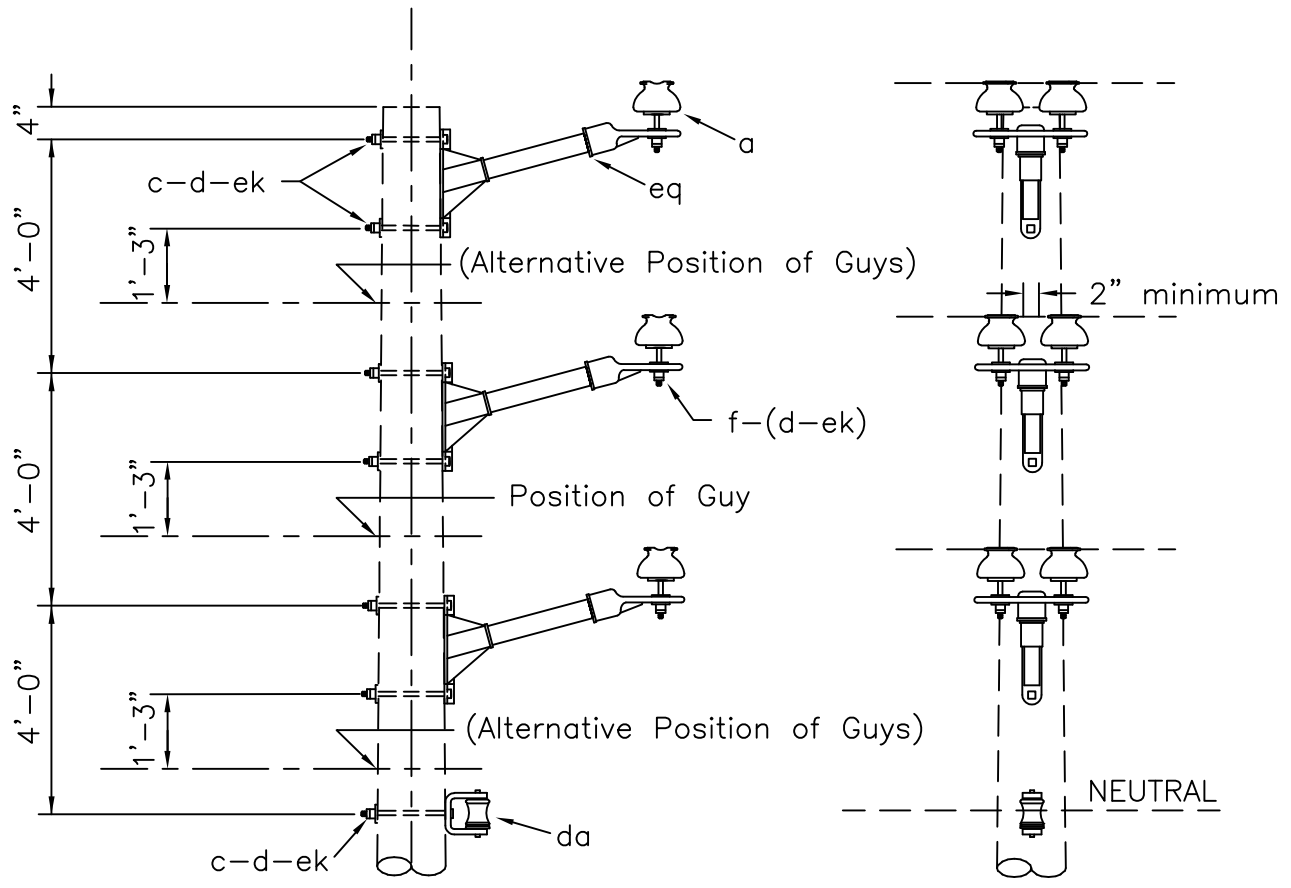 4”
a
c-d-ek
eq
4’-0”
1’-3”
(Alternative Position of Guys)
2” minimum
f-(d-ek)
4’-0”
1’-3”
Position of Guy
4’-0”
1’-3”
(Alternative Position of Guys)
NEUTRAL
da
c-d-ek